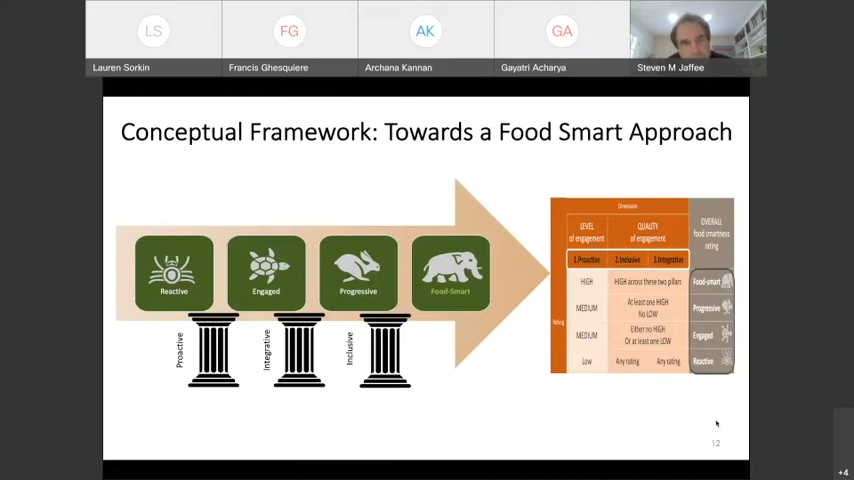 LS
FG
AK
GA
Lauren Sorkin
Francis Ghesquiere
Archana Kannan
Gayatri Acharya
Steven M Jaffee
Conceptual Framework: Towards a Food Smart Approach
Reactive
Engaged
Progressive
Food-Smart
Proactive
Integrative
Inclusive
Dimension
LEVEL
of engagement
QUALITY
of engagement
OVERALL
food smartness
rating
1.Proactive
2.Inclusive
3.Integrative
Rating
HIGH
HIGH across these two pillars
Food-smart
MEDIUM
At least one HIGH
No LOW
Progressive
MEDIUM
Either no HIGH
Or at least one LOW
Engaged
Low
Any rating
Any rating
Reactive
12
+4